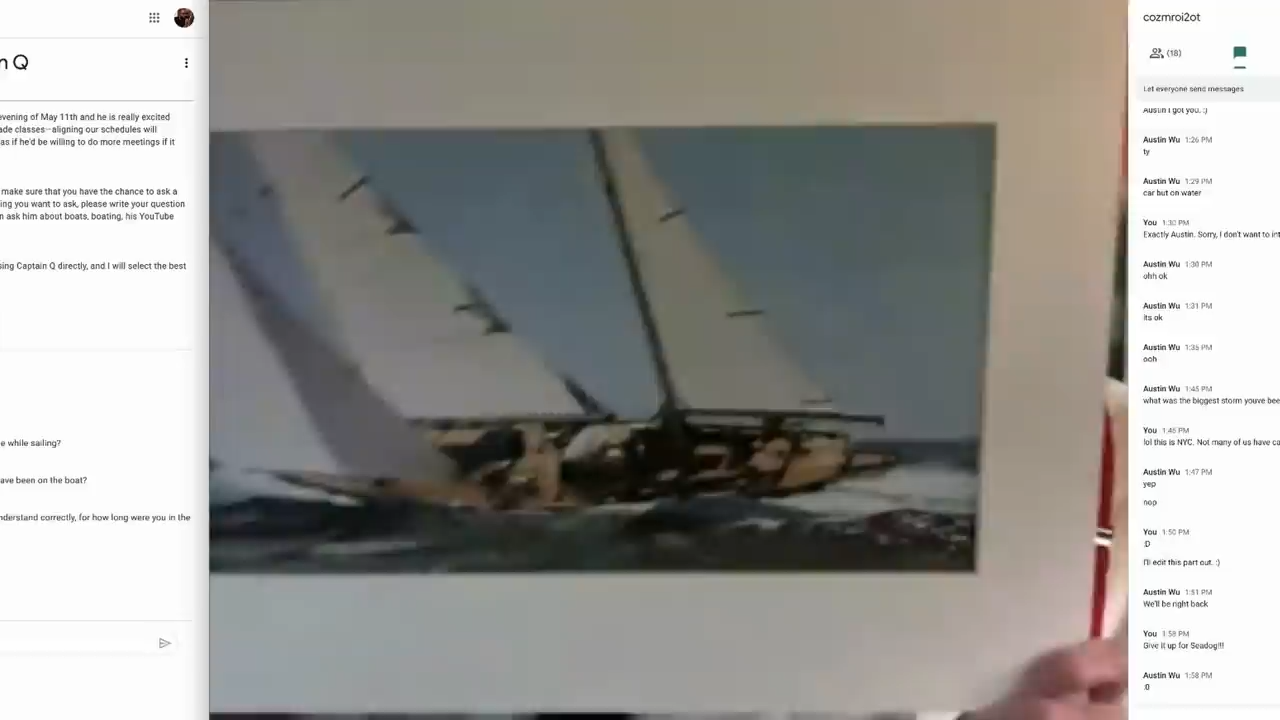 n Q
evening of May 11th and he is really excited
ade classes--aligning our schedules will
as if he'd be willing to do more meetings if it
make sure that you have the chance to ask a
ing you want to ask, please write your question
n ask him about boats, boating, his YouTube
sing Captain Q directly, and I will select the best
e while sailing?
ave been on the boat?
nderstand correctly, for how long were you in the
cozmroi2ot
(18)
Let everyone send messages
Austin I got you. :)
Austin Wu 1:26 PM
ty
Austin Wu 1:29 PM
car but on water
You 1:30 PM
Exactly Austin. Sorry, I don't want to int
Austin Wu 1:30 PM
ohh ok
Austin Wu 1:31 PM
its ok
Austin Wu 1:35 PM
ooh
Austin Wu 1:45 PM
what was the biggest storm youve bee
You 1:46 PM
lol this is NYC. Not many of us have ca
Austin Wu 1:47 PM
yep
nop
You 1:50 PM
:D
I'll edit this part out. :)
Austin Wu 1:51 PM
We'll be right back
You 1:58 PM
Give it up for Seadog!!!
Austin Wu 1:58 PM
:0